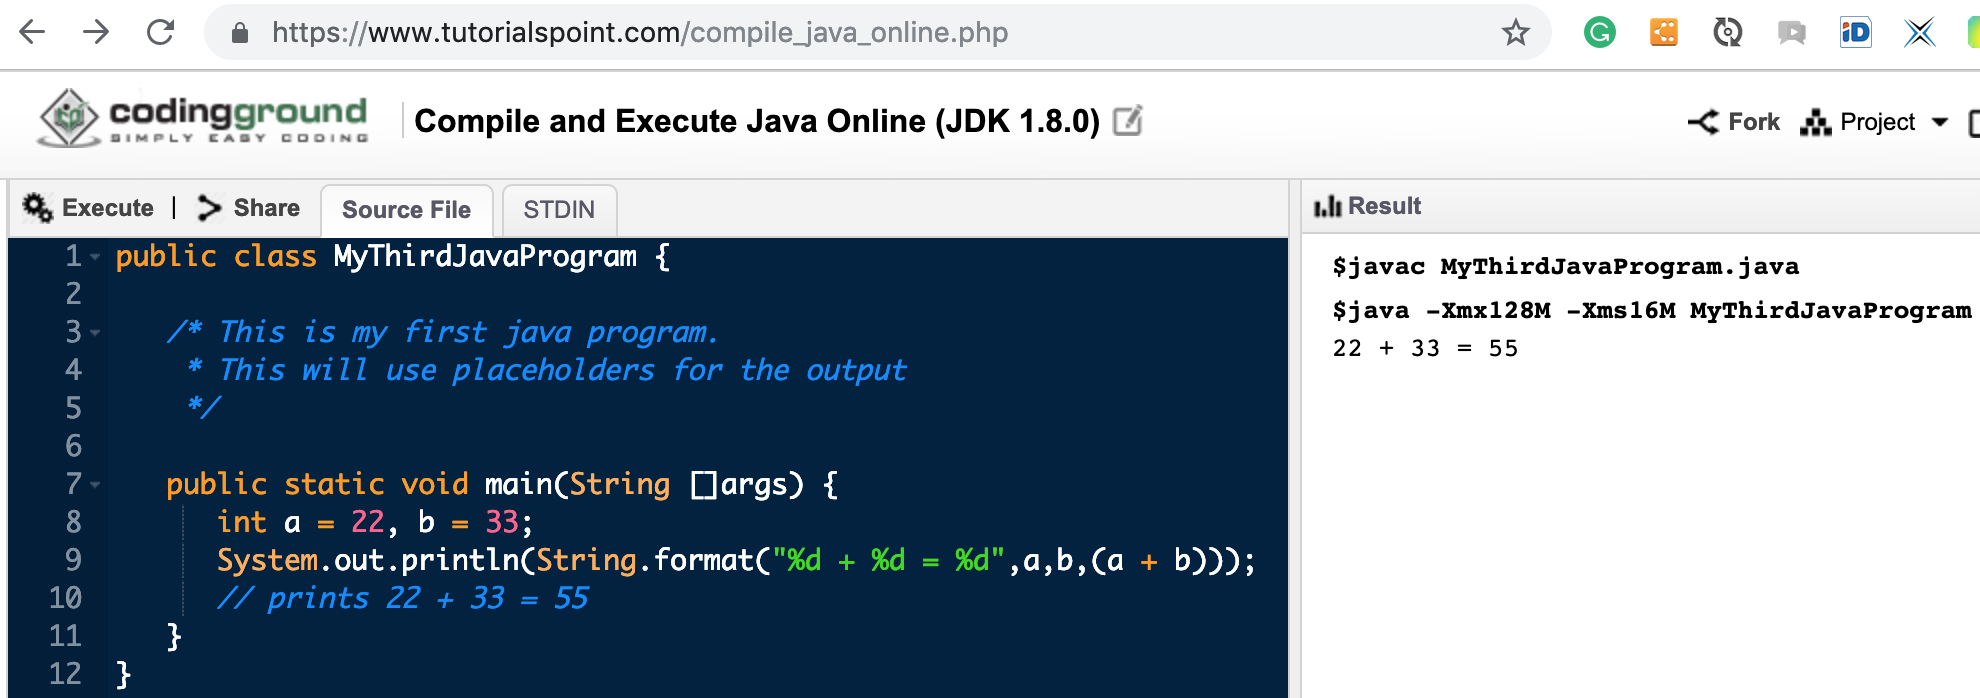 https://www.tutorialspoint.com/compile_java_online.php
codingground
SIMPLY EASY CODING
Compile and Execute Java Online (JDK 1.8.0)
Fork
Project
Execute | Share
Source File
STDIN
Result
1 public class MyThirdJavaProgram {
2
3 /* This is my first java program.
4 * This will use placeholders for the output
5 */
6
7 public static void main(String []args) {
8 int a = 22, b = 33;
9 System.out.println(String.format("%d + %d = %d",a,b,(a + b)));
10 // prints 22 + 33 = 55
11 }
12 }
$javac MyThirdJavaProgram.java
$java -Xmx128M -Xms16M MyThirdJavaProgram
22 + 33 = 55
G
iD